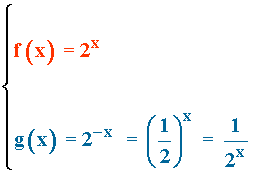 f(x) = 2^x
g(x) = 2^{-x} = (1/2)^x = 1/2^x